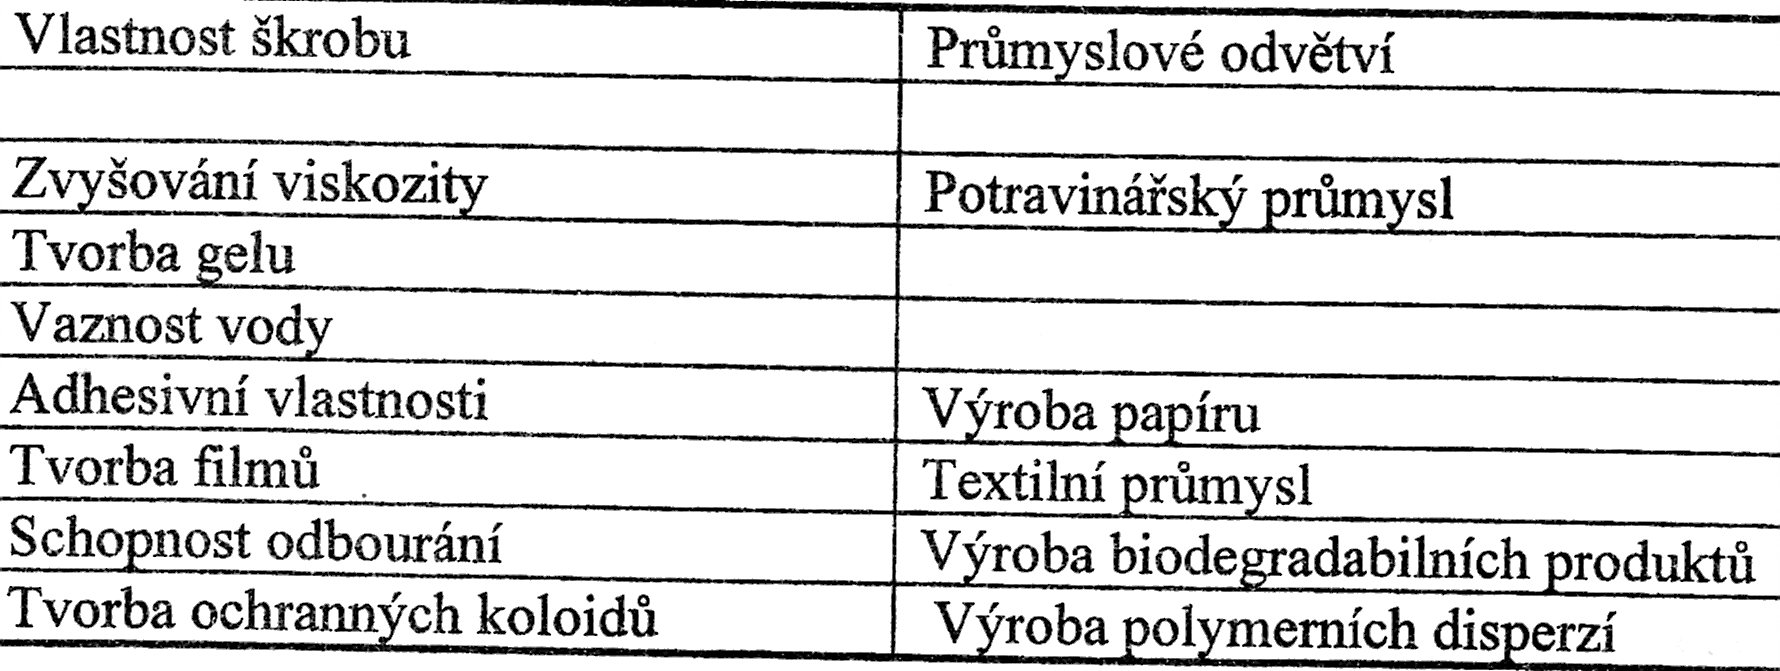 Vlastnost škrobu Průmyslové odvětví
Zvyšování viskozity Potravinářský průmysl
Tvorba gelu
Vaznost vody
Adhesivní vlastnosti Výroba papíru
Tvorba filmů Textilní průmysl
Schopnost odbourání Výroba biodegradabilních produktů
Tvorba ochranných koloidů Výroba polymerních disperzí